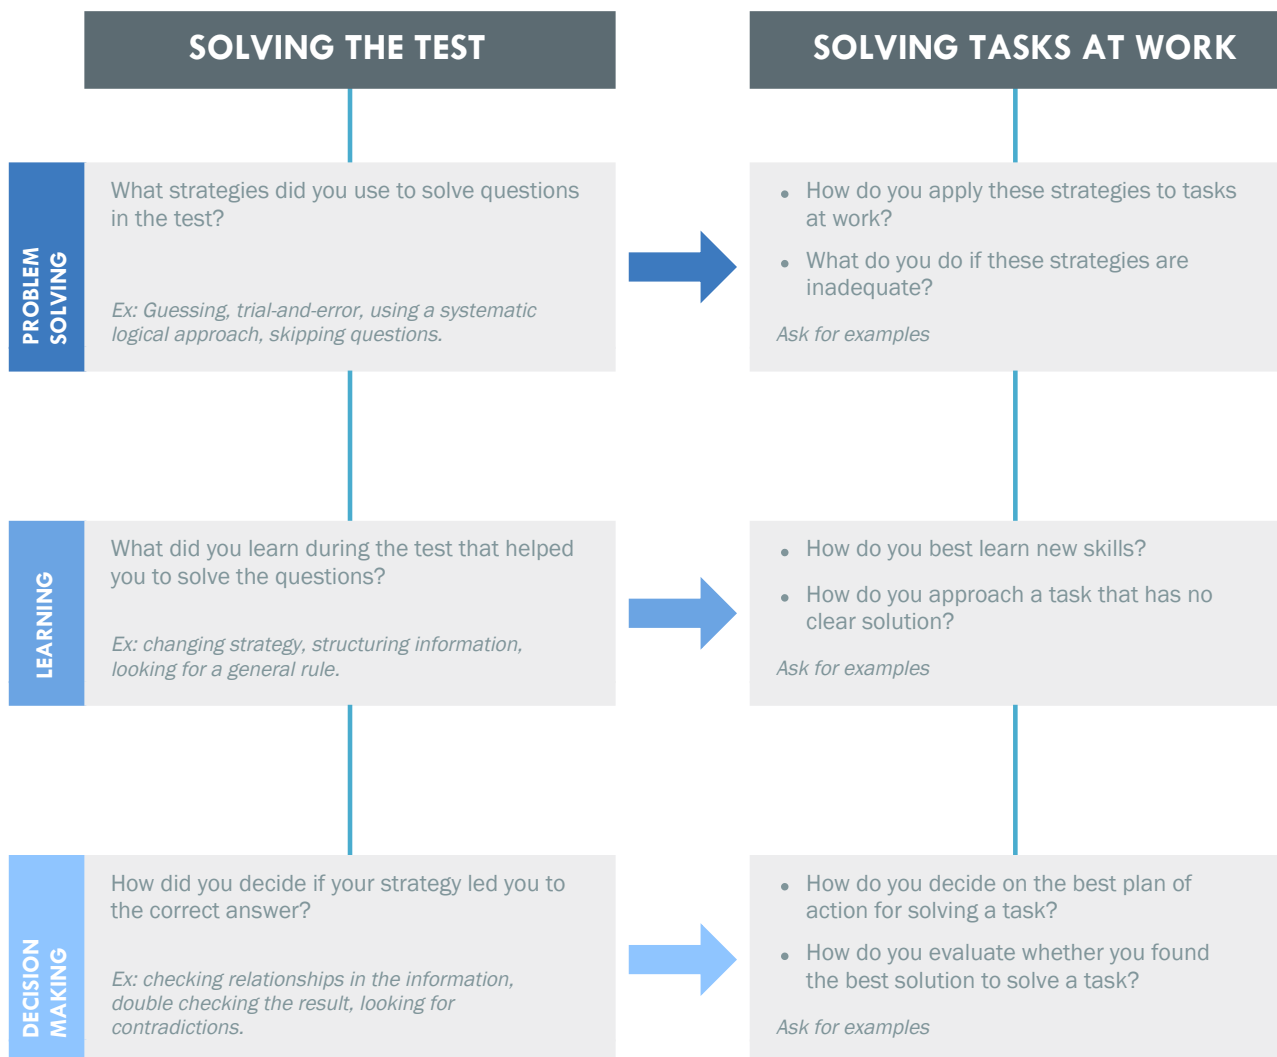 SOLVING THE TEST
SOLVING TASKS AT WORK
PROBLEM
SOLVING
What strategies did you use to solve questions
in the test?
Ex: Guessing, trial-and-error, using a systematic
logical approach, skipping questions.
• How do you apply these strategies to tasks
at work?
• What do you do if these strategies are
inadequate?
Ask for examples
LEARNING
What did you learn during the test that helped
you to solve the questions?
Ex: changing strategy, structuring information,
looking for a general rule.
• How do you best learn new skills?
• How do you approach a task that has no
clear solution?
Ask for examples
DECISION
MAKING
How did you decide if your strategy led you to
the correct answer?
Ex: checking relationships in the information,
double checking the result, looking for
contradictions.
• How do you decide on the best plan of
action for solving a task?
• How do you evaluate whether you found
the best solution to solve a task?
Ask for examples